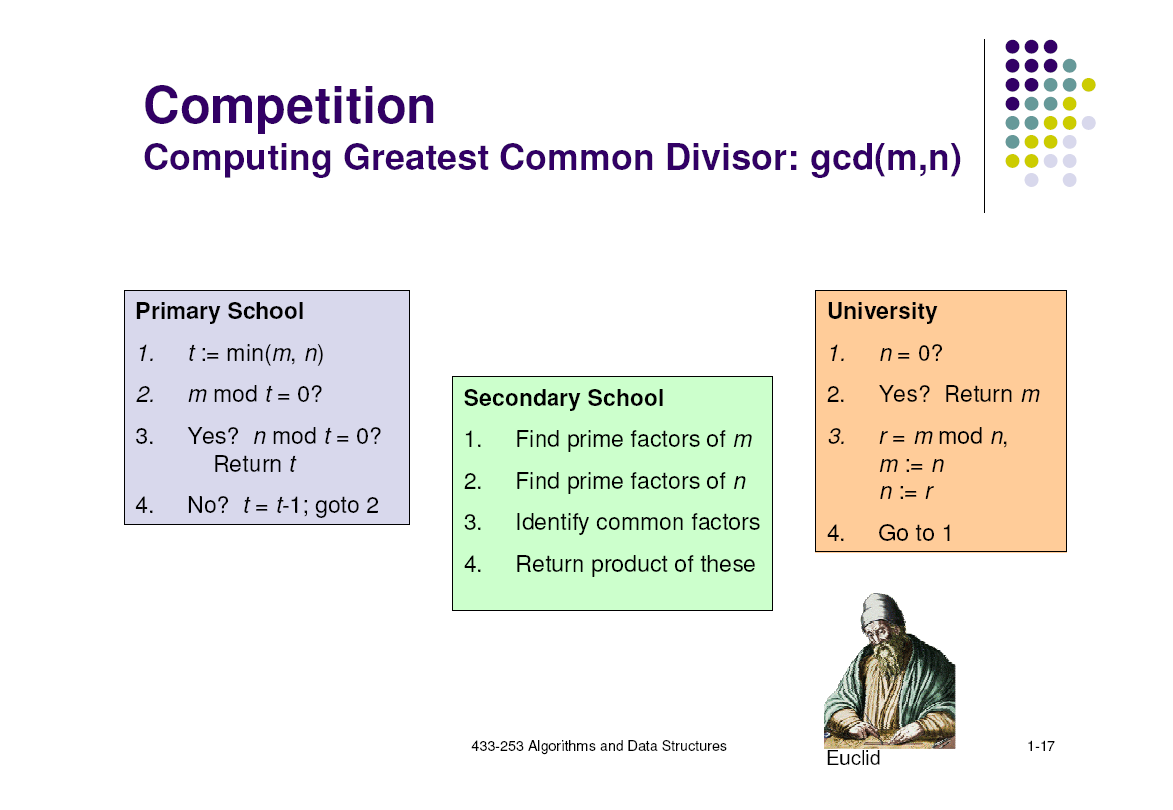 Competition
Computing Greatest Common Divisor: gcd(m,n)
Primary School
1. t := min(m, n)
2. m mod t = 0?
3. Yes? n mod t = 0?
Return t
4. No? t = t-1; goto 2
Secondary School
1. Find prime factors of m
2. Find prime factors of n
3. Identify common factors
4. Return product of these
University
1. n = 0?
2. Yes? Return m
3. r = m mod n,
m := n
n := r
4. Go to 1
Euclid
433-253 Algorithms and Data Structures
1-17